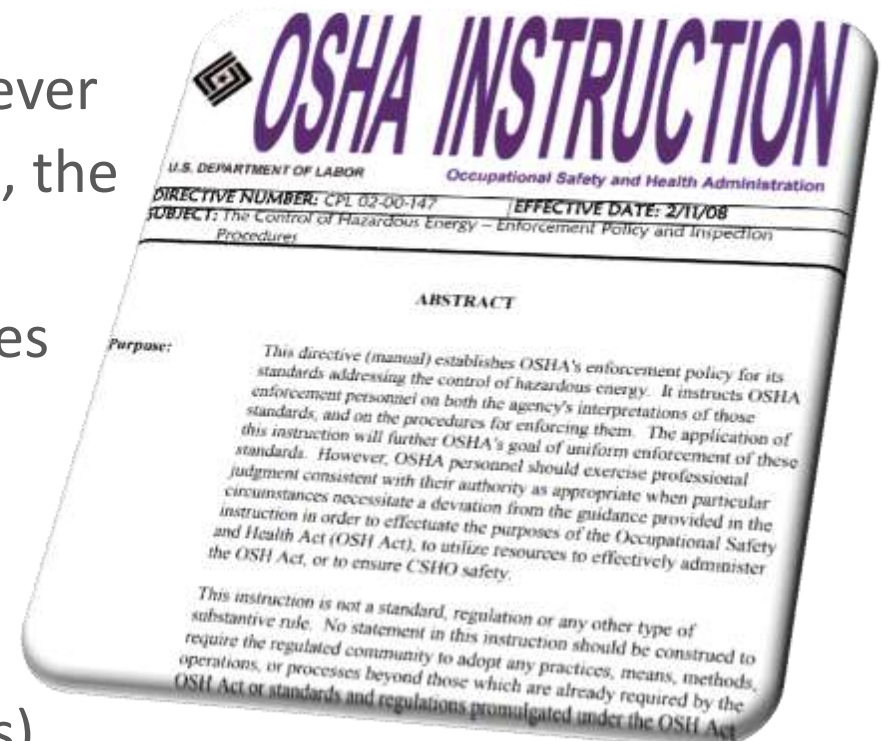 ever
, the
es
s)
OSHA INSTRUCTION
U.S. DEPARTMENT OF LABOR Occupational Safety and Health Administration
DIRECTIVE NUMBER: CPL 02-00-147 EFFECTIVE DATE: 2/11/08
SUBJECT: The Control of Hazardous Energy – Enforcement Policy and Inspection
Procedures
ABSTRACT
Purpose: This directive (manual) establishes OSHA's enforcement policy for its
standards addressing the control of hazardous energy. It instructs OSHA
enforcement personnel on both the agency's interpretations of those
standards, and on the procedures for enforcing them. The application of
this instruction will further OSHA's goal of uniform enforcement of these
standards. However, OSHA personnel should exercise professional
judgment consistent with their authority as appropriate when particular
circumstances necessitate a deviation from the guidance provided in the
instruction in order to effectuate the purposes of the Occupational Safety
and Health Act (OSH Act), to utilize resources to effectively administer
the OSH Act, or to ensure CSHO safety.
This instruction is not a standard, regulation or any other type of
substantive rule. No statement in this instruction should be construed to
require the regulated community to adopt any practices, means, methods,
operations, or processes beyond those which are already required by the
OSH Act or standards and regulations promulgated under the OSH Act